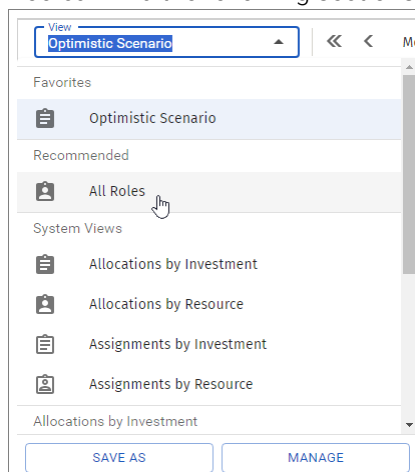 View
Optimistic Scenario
Favorites
Optimistic Scenario
Recommended
All Roles
System Views
Allocations by Investment
Allocations by Resource
Assignments by Investment
Assignments by Resource
Allocations by Investment
SAVE AS MANAGE